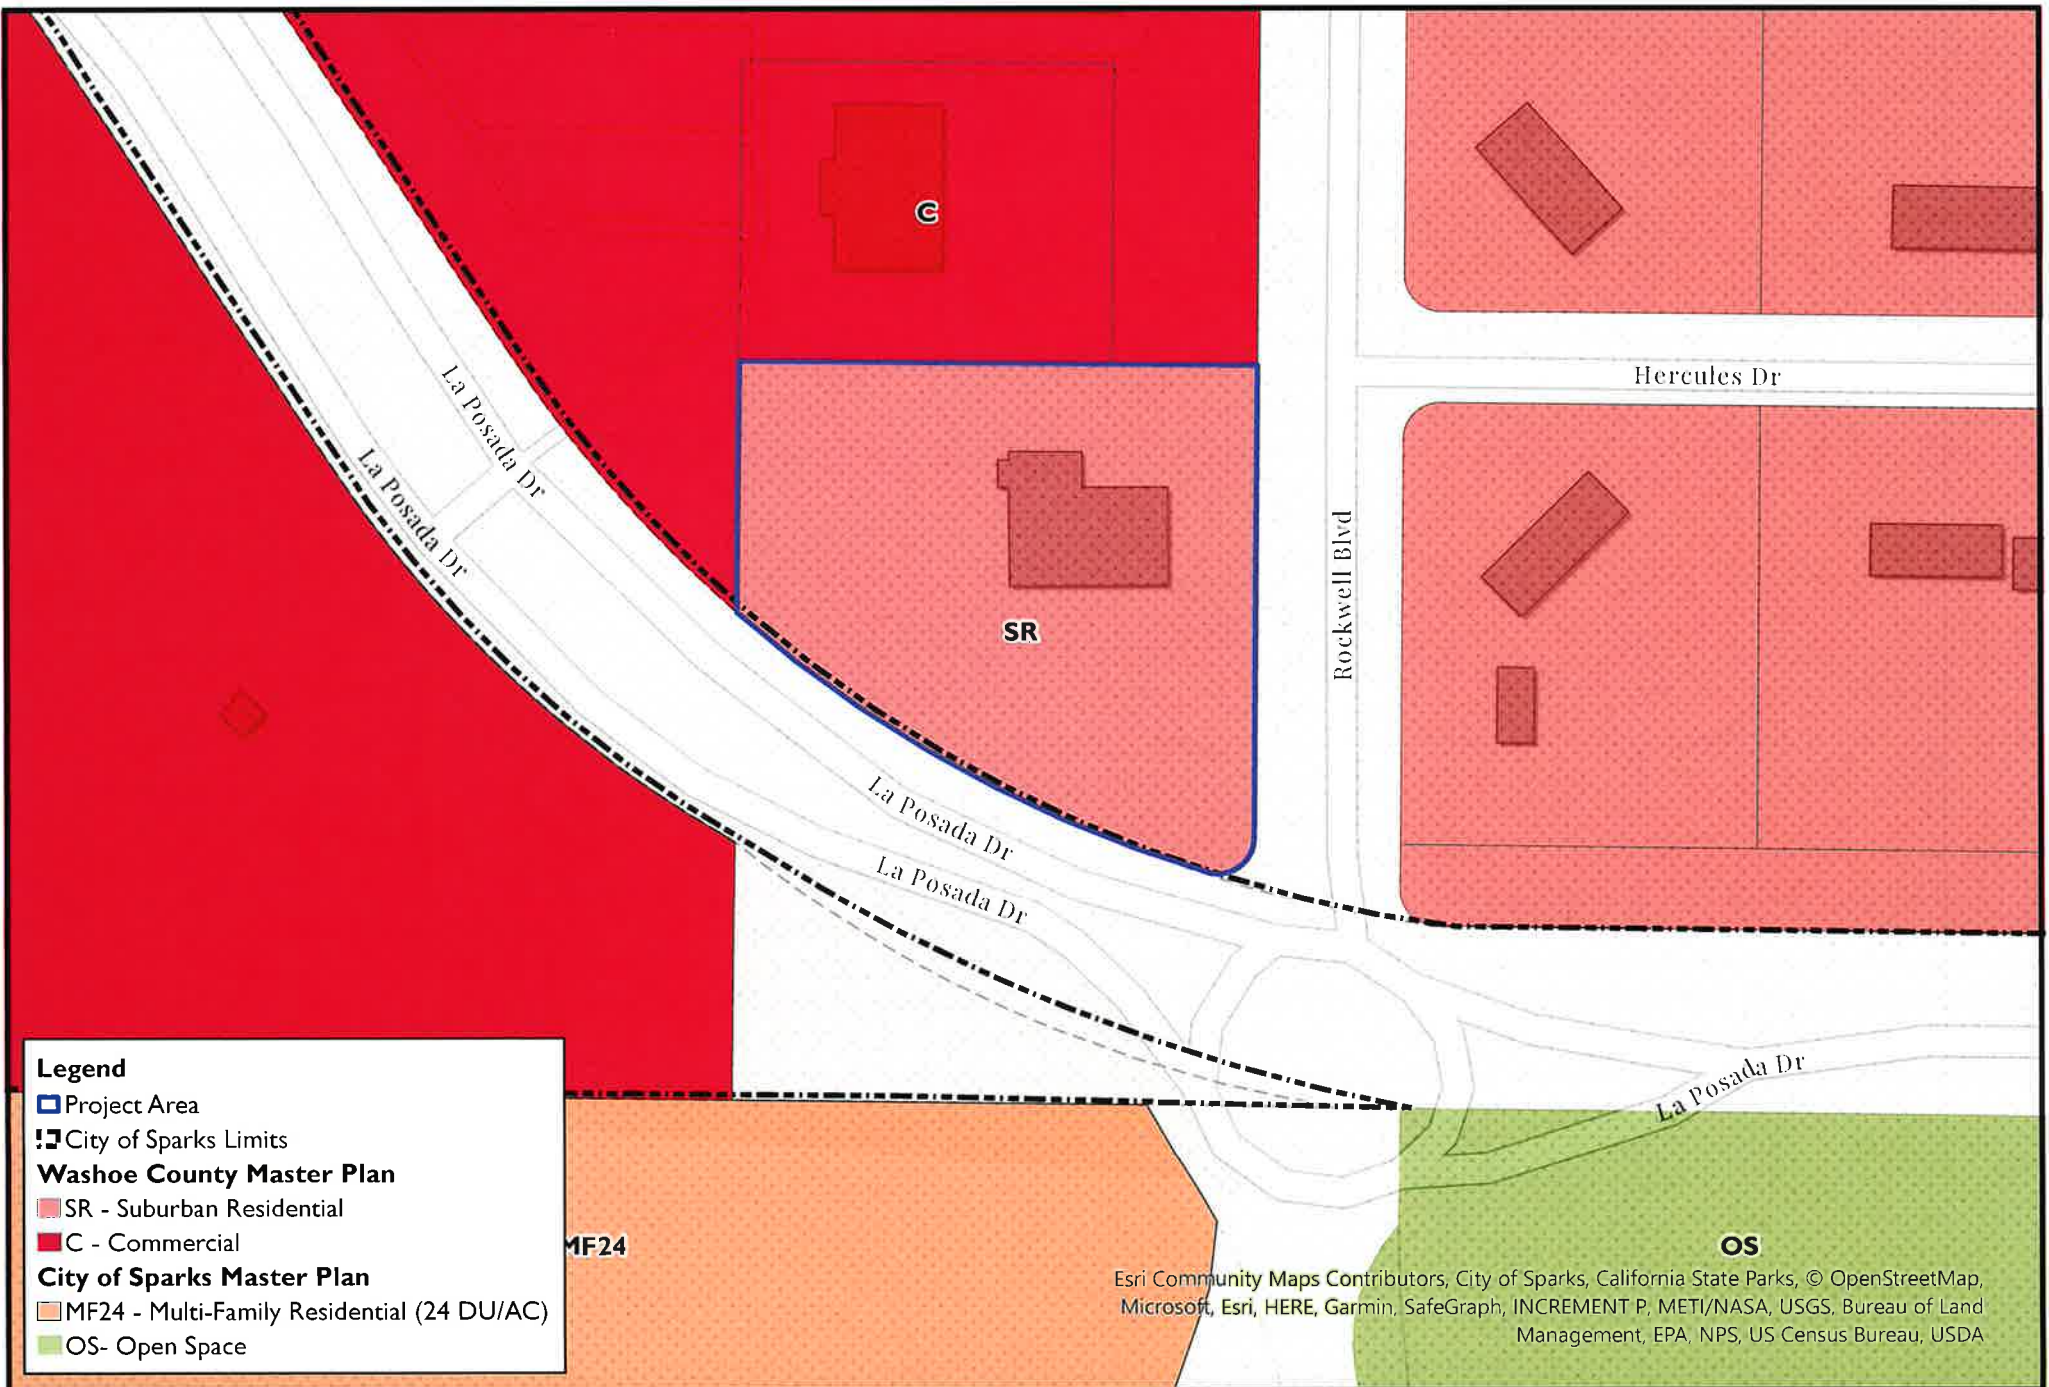 C
Hercules Dr
La Posada Dr
La Posada Dr
Rockwell Blvd
SR
La Posada Dr
La Posada Dr
La Posada Dr
Legend
Project Area
City of Sparks Limits
Washoe County Master Plan
SR - Suburban Residential
C - Commercial
City of Sparks Master Plan
MF24 - Multi-Family Residential (24 DU/AC)
OS- Open Space
MF24
OS
Esri Community Maps Contributors, City of Sparks, California State Parks, © OpenStreetMap,
Microsoft, Esri, HERE, Garmin, SafeGraph, INCREMENT P, METI/NASA, USGS, Bureau of Land
Management, EPA, NPS, US Census Bureau, USDA